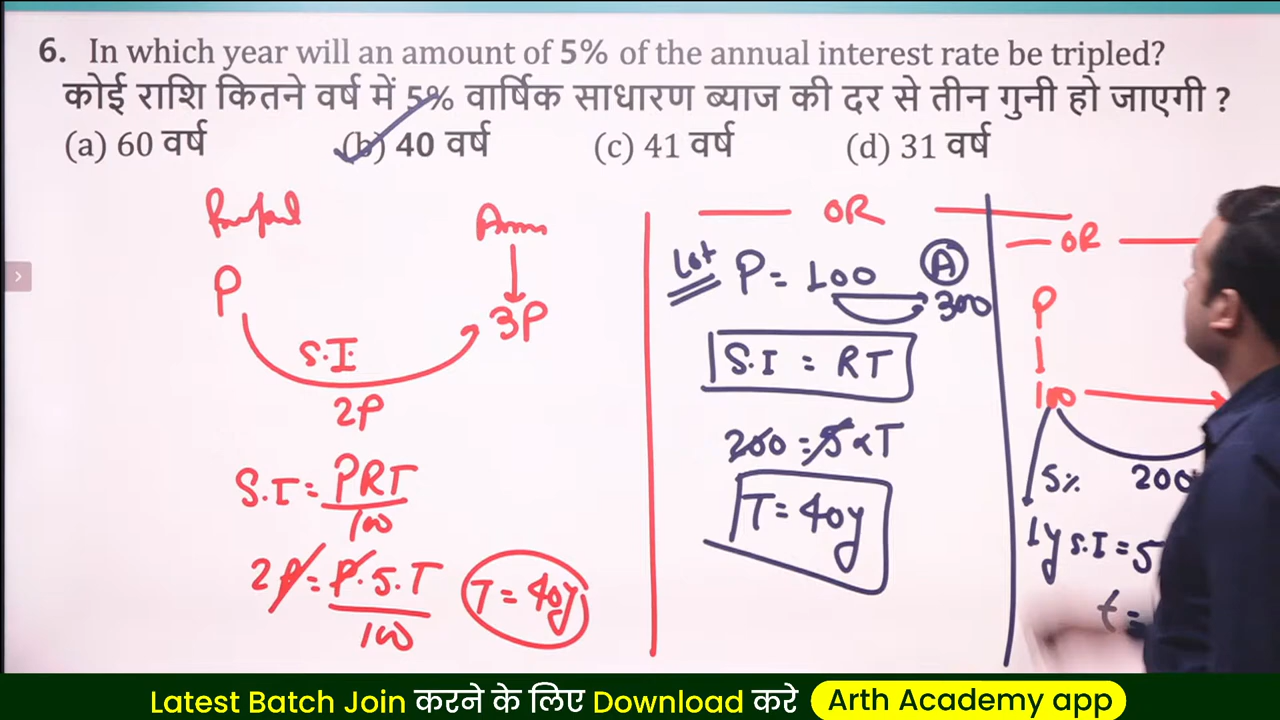 6. In which year will an amount of 5% of the annual interest rate be tripled?
कोई राशि कितने वर्ष में 5% वार्षिक साधारण ब्याज की दर से तीन गुनी हो जाएगी ?
(a) 60 वर्ष (b) 40 वर्ष (c) 41 वर्ष (d) 31 वर्ष
P
3P
S.I
2P
S.I = PRT
100
2P = P.5.T
100
T = 40y
OR
Let P = 100 A
300
S.I = RT
200 = 5 x T
T = 40y
OR
P
100
5% 200
1y S.I = 5
t =
Latest Batch Join करने के लिए Download करे Arth Academy app